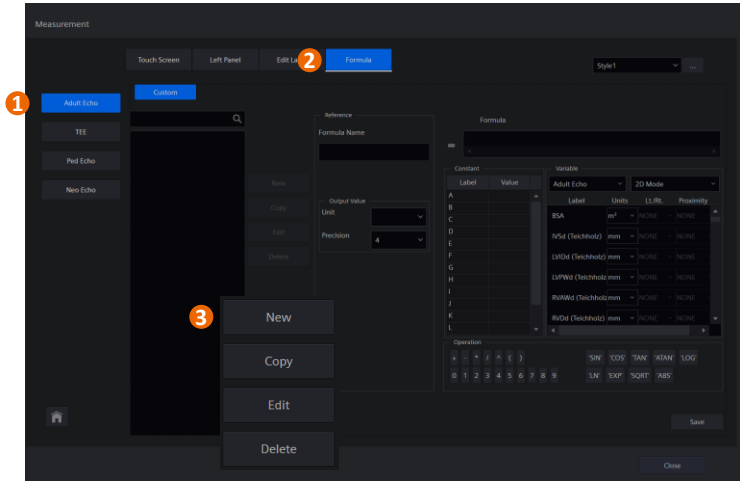 Measurement
Touch Screen
Left Panel
Edit La
2
Formula
Style1
...
1
Adult Echo
TEE
Ped Echo
Neo Echo
Custom
New
Copy
Edit
Delete
Reference
Formula Name
Output Value
Unit
Precision
4
Formula
=
Constant
Label Value
A
B
C
D
E
F
G
H
I
J
K
L
Variable
Adult Echo
2D Mode
Label Units Lt./Rt. Proximity
BSA m² NONE NONE
IVSd (Teichholz) mm NONE NONE
LVIDd (Teichholz) mm NONE NONE
LVPWd (Teichholz mm NONE NONE
RVAWd (Teichholz mm NONE NONE
RVDd (Teichholz) mm NONE NONE
Operation
+ - * / ^ ( )
0 1 2 3 4 5 6 7 8 9
'SIN' 'COS' 'TAN' 'ATAN' 'LOG'
'LN' 'EXP' 'SQRT' 'ABS'
3
New
Copy
Edit
Delete
Save
Close